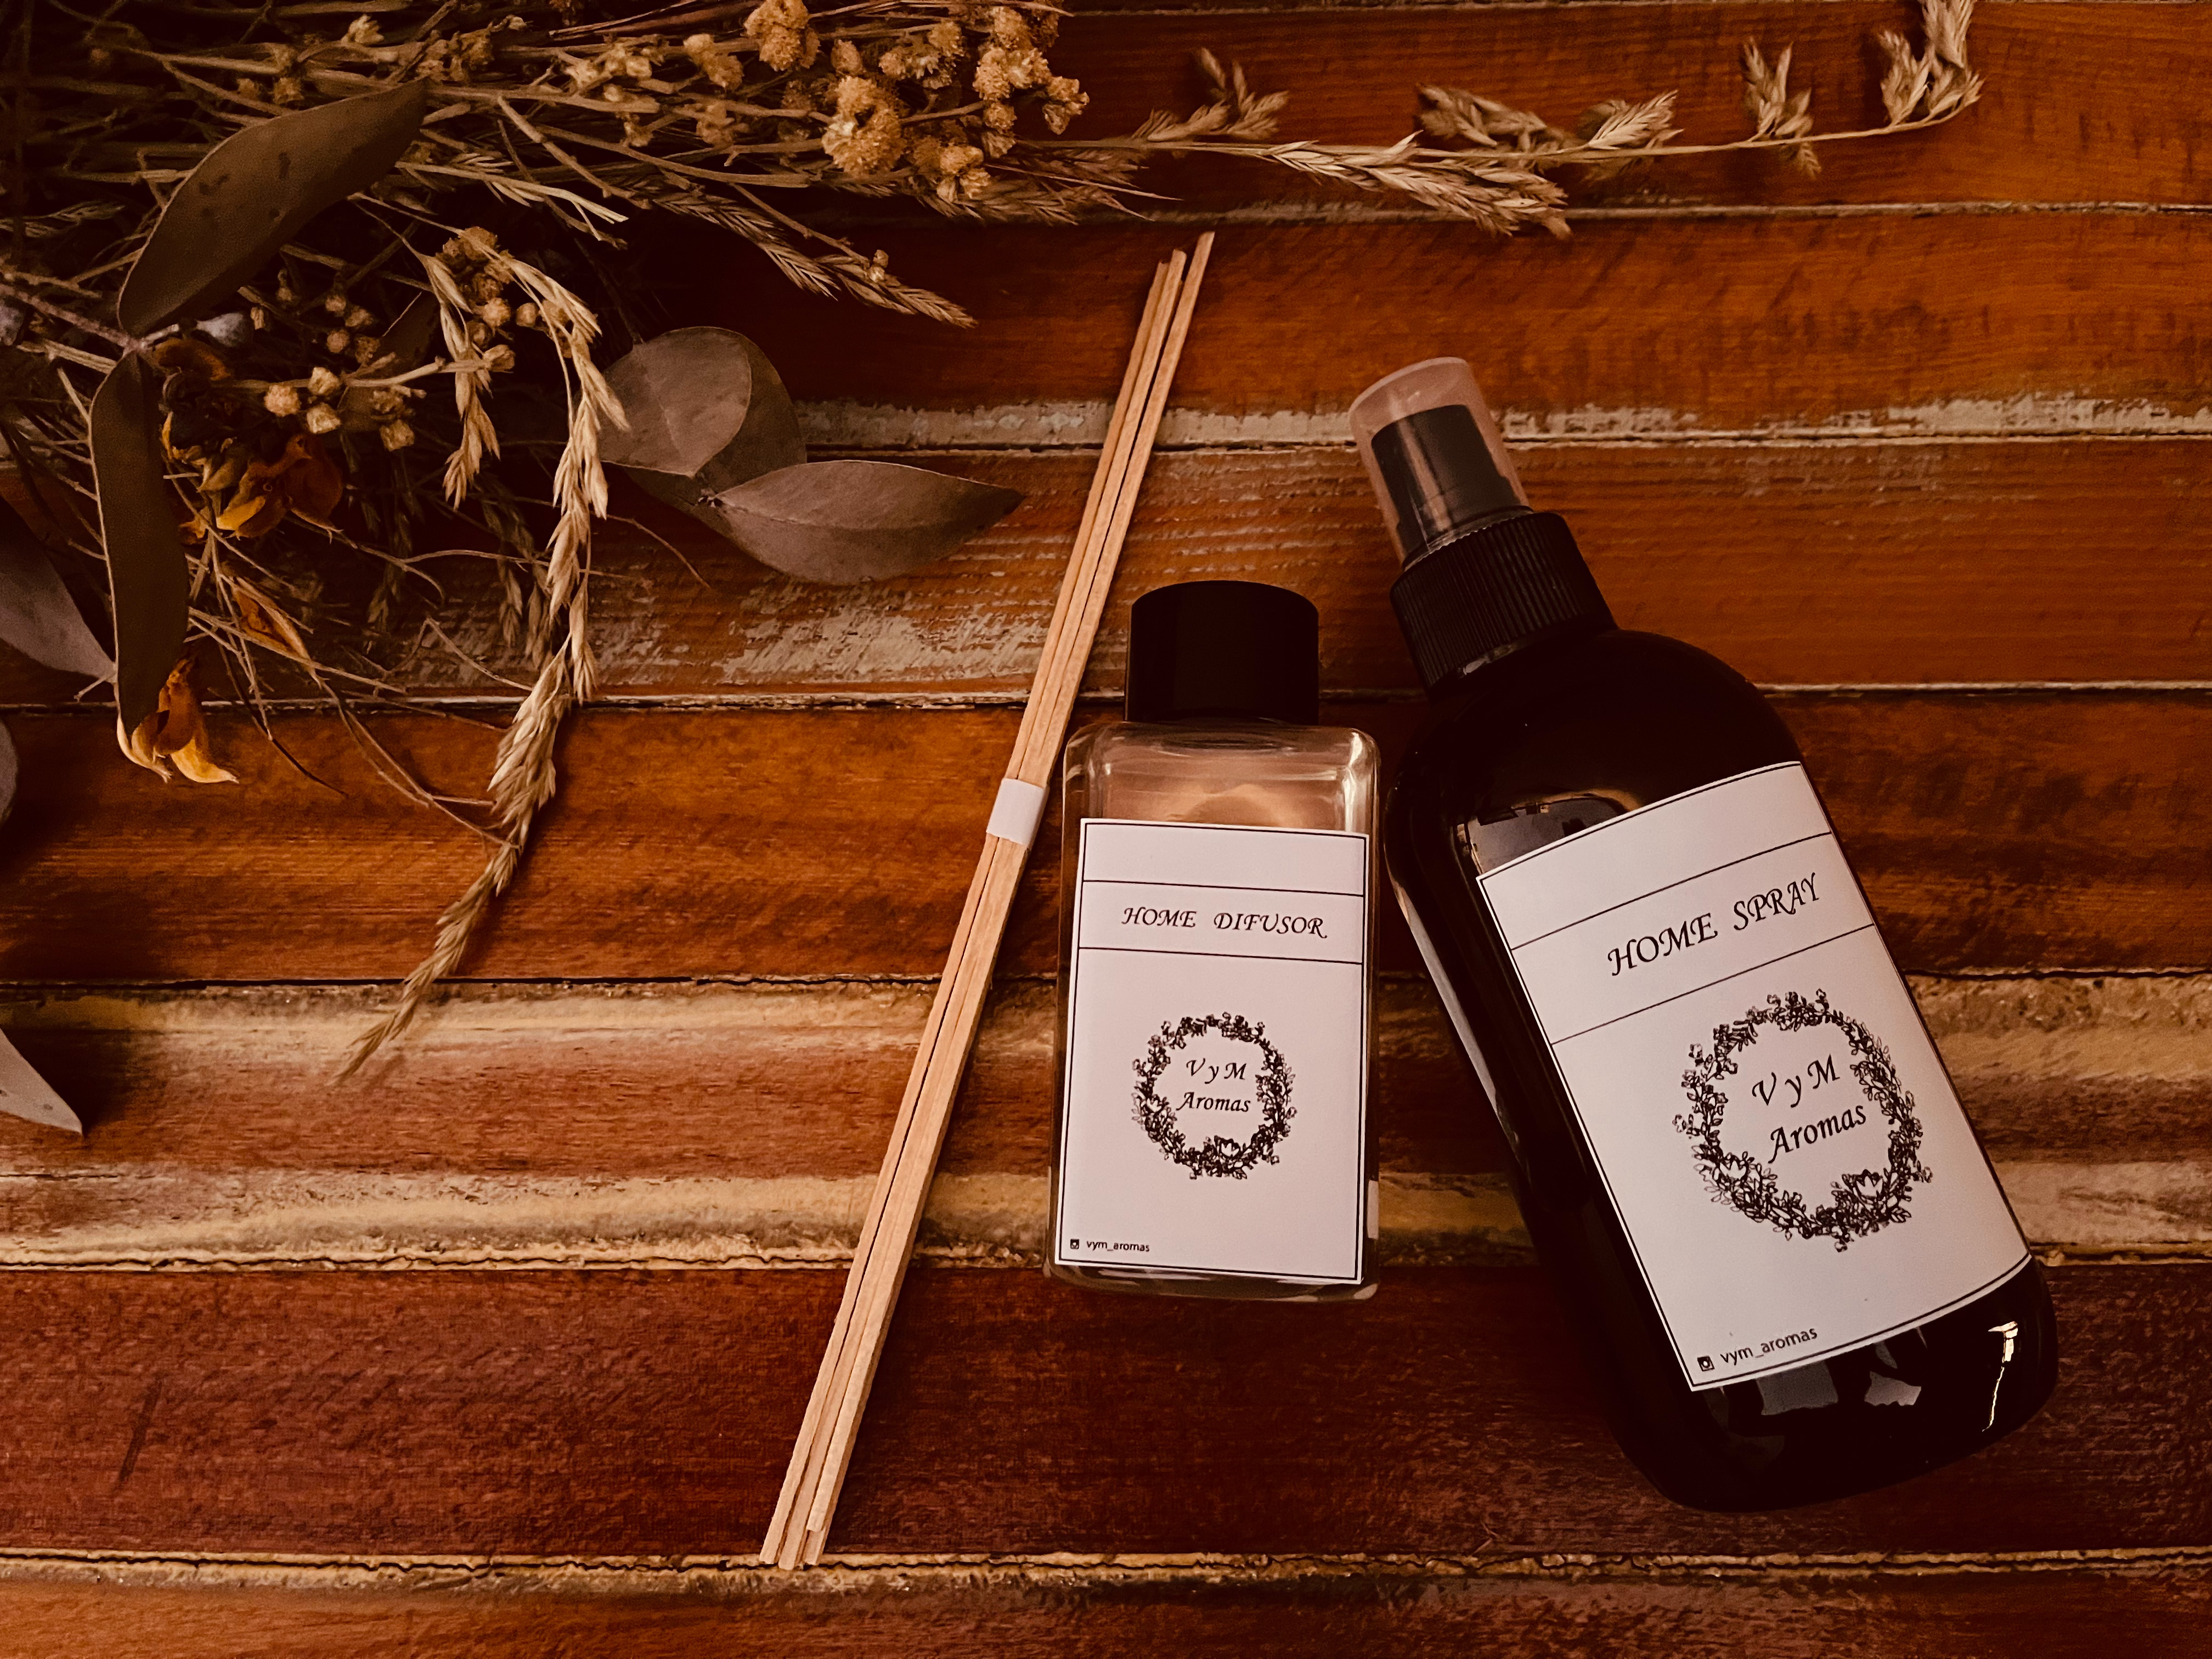 HOME DIFUSOR
V y M
Aromas
vym_aromas
HOME SPRAY
V y M
Aromas
vym_aromas